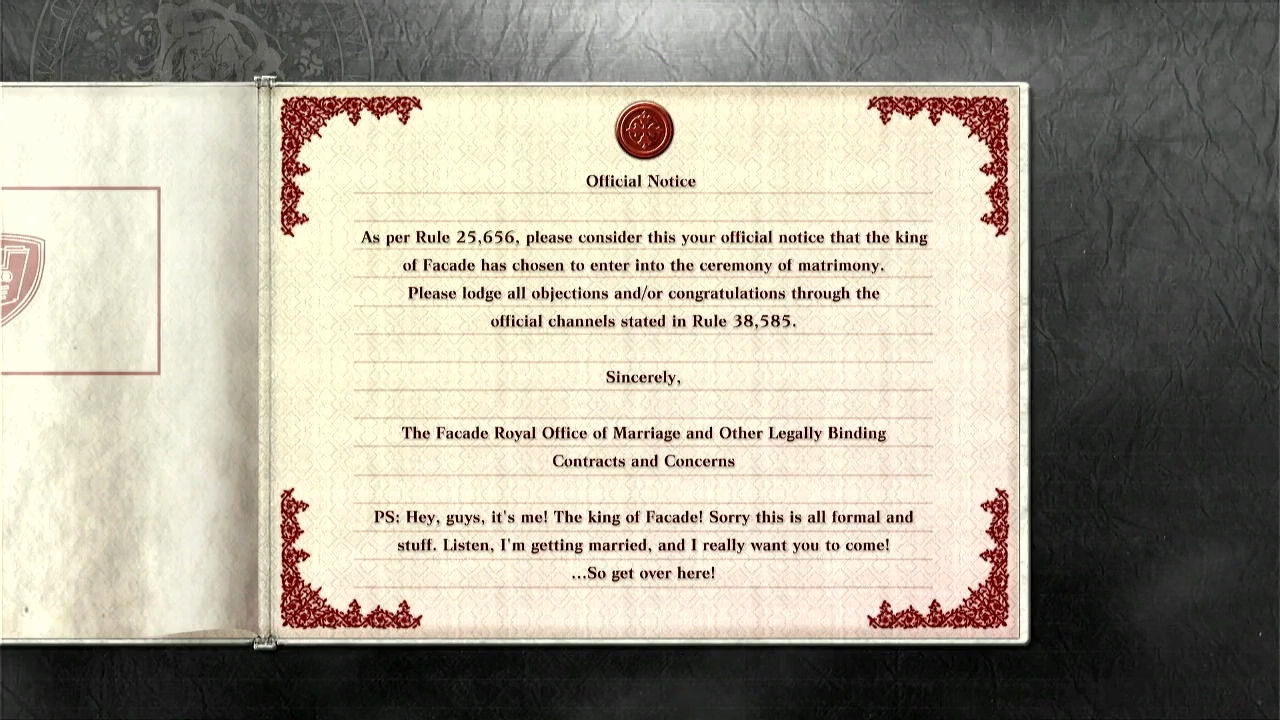 Official Notice
As per Rule 25,656, please consider this your official notice that the king
of Facade has chosen to enter into the ceremony of matrimony.
Please lodge all objections and/or congratulations through the
official channels stated in Rule 38,585.
Sincerely,
The Facade Royal Office of Marriage and Other Legally Binding
Contracts and Concerns
PS: Hey, guys, it's me! The king of Facade! Sorry this is all formal and
stuff. Listen, I'm getting married, and I really want you to come!
...So get over here!